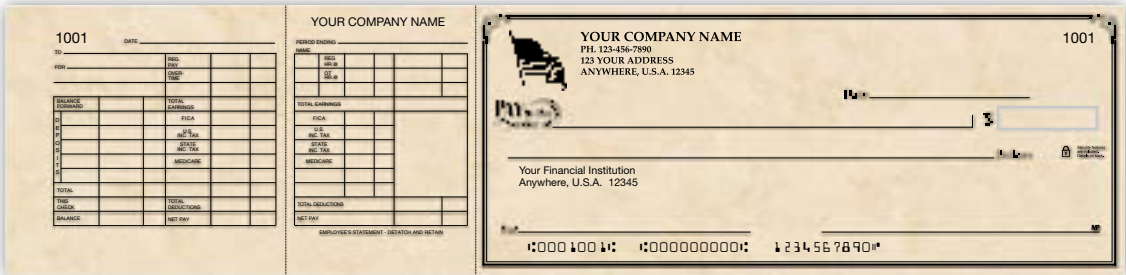 1001
DATE
TO
FOR
REG. PAY
OVER-TIME
BALANCE FORWARD
TOTAL EARNINGS
DEPOSITS
FICA
U.S. INC. TAX
STATE INC. TAX
MEDICARE
TOTAL
THIS CHECK
TOTAL DEDUCTIONS
BALANCE
NET PAY
YOUR COMPANY NAME
PERIOD ENDING
NAME
REG HR.@
OT HR.@
TOTAL EARNINGS
FICA
U.S. INC. TAX
STATE INC. TAX
MEDICARE
TOTAL DEDUCTIONS
NET PAY
EMPLOYEE'S STATEMENT - DETATCH AND RETAIN
YOUR COMPANY NAME
PH. 123-456-7890
123 YOUR ADDRESS
ANYWHERE, U.S.A. 12345
1001
$
Your Financial Institution
Anywhere, U.S.A. 12345
MP
⑆00010001⑆ ⑆000000000⑆ 1234567890⑈